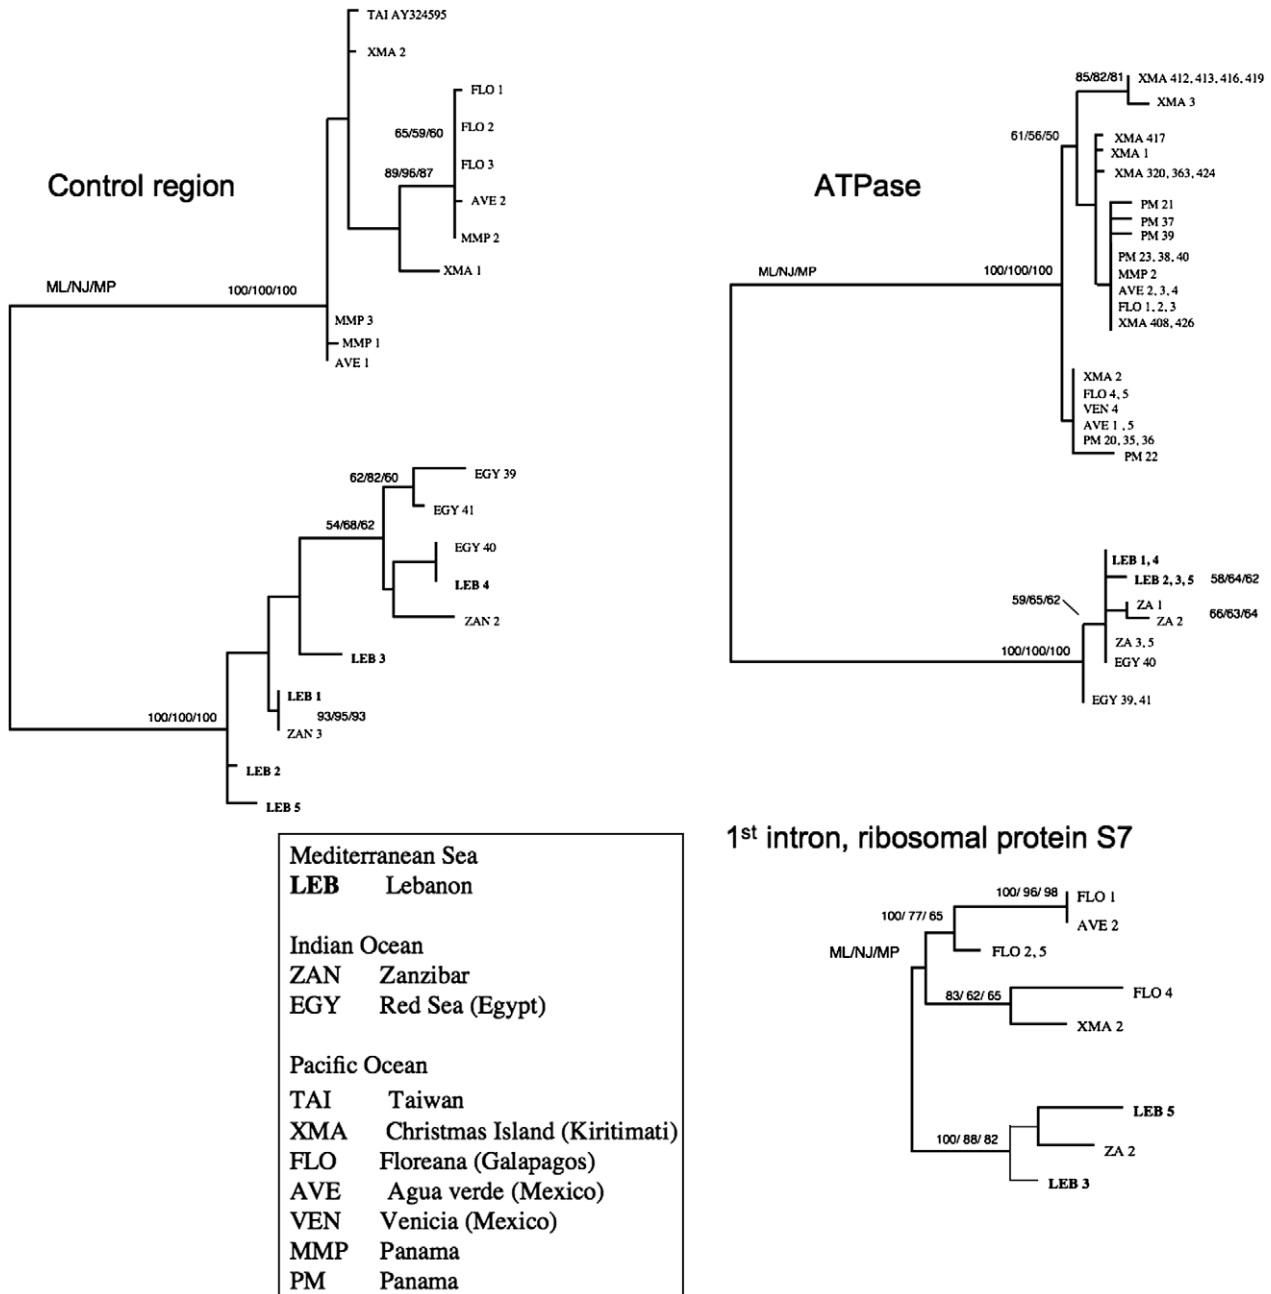 Control region
TAI AY324595
XMA 2
FLO 1
65/59/60
FLO 2
FLO 3
89/96/87
AVE 2
MMP 2
XMA 1
ML/NJ/MP
100/100/100
MMP 3
MMP 1
AVE 1
62/82/60
EGY 39
EGY 41
54/68/62
EGY 40
LEB 4
ZAN 2
LEB 3
LEB 1
93/95/93
100/100/100
ZAN 3
LEB 2
LEB 5
ATPase
85/82/81
XMA 412, 413, 416, 419
XMA 3
61/56/50
XMA 417
XMA 1
XMA 320, 363, 424
PM 21
PM 37
PM 39
PM 23, 38, 40
ML/NJ/MP
100/100/100
MMP 2
AVE 2, 3, 4
FLO 1, 2, 3
XMA 408, 426
XMA 2
FLO 4, 5
VEN 4
AVE 1 , 5
PM 20, 35, 36
PM 22
LEB 1, 4
LEB 2, 3, 5
58/64/62
59/65/62
ZA 1
ZA 2
66/63/64
ZA 3, 5
100/100/100
EGY 40
EGY 39, 41
Mediterranean Sea
LEB Lebanon
Indian Ocean
ZAN Zanzibar
EGY Red Sea (Egypt)
Pacific Ocean
TAI Taiwan
XMA Christmas Island (Kiritimati)
FLO Floreana (Galapagos)
AVE Agua verde (Mexico)
VEN Venicia (Mexico)
MMP Panama
PM Panama
1st intron, ribosomal protein S7
100/ 96/ 98
FLO 1
100/ 77/ 65
AVE 2
ML/NJ/MP
FLO 2, 5
83/ 62/ 65
FLO 4
XMA 2
LEB 5
100/ 88/ 82
ZA 2
LEB 3